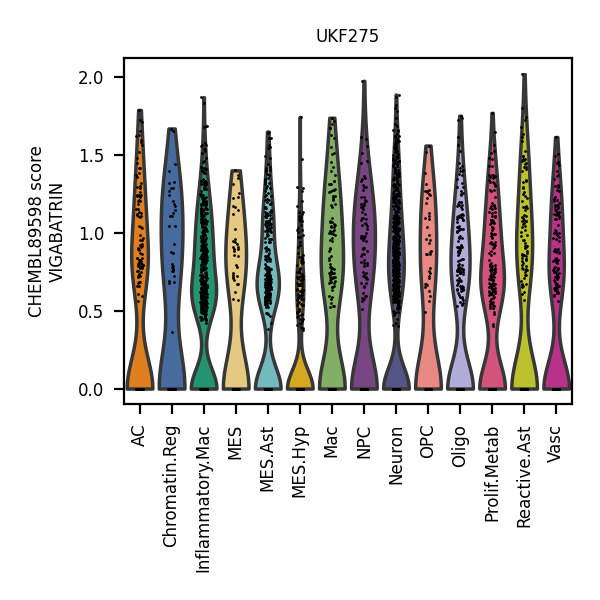 UKF275
CHEMBL89598 score
VIGABATRIN
2.0
1.5
1.0
0.5
0.0
AC
Chromatin.Reg
Inflammatory.Mac
MES
MES.Ast
MES.Hyp
Mac
NPC
Neuron
OPC
Oligo
Prolif.Metab
Reactive.Ast
Vasc